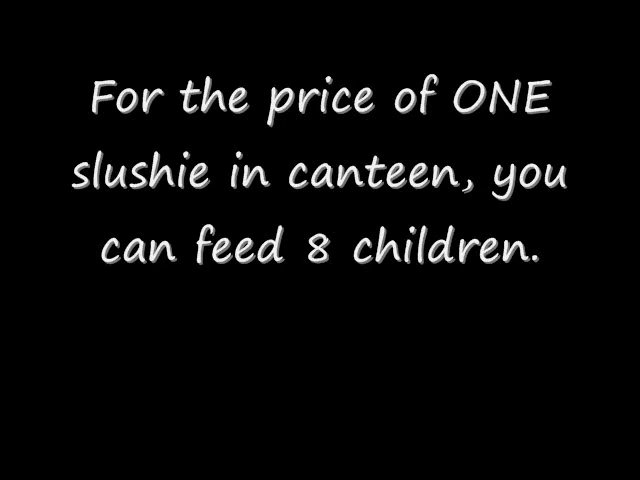 For the price of ONE
slushie in canteen, you
can feed 8 children.